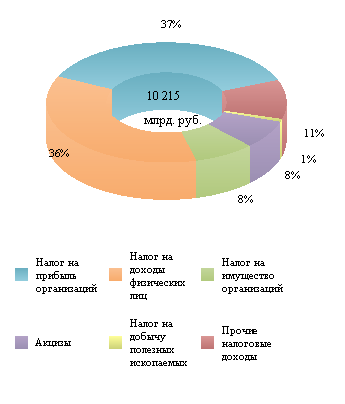 37%
10 215
млрд. руб.
11%
1%
8%
36%
8%
Налог на
прибыль
организаций
Налог на
доходы
физических
лиц
Налог на
имущество
организаций
Акцизы
Налог на
добычу
полезных
ископаемых
Прочие
налоговые
доходы